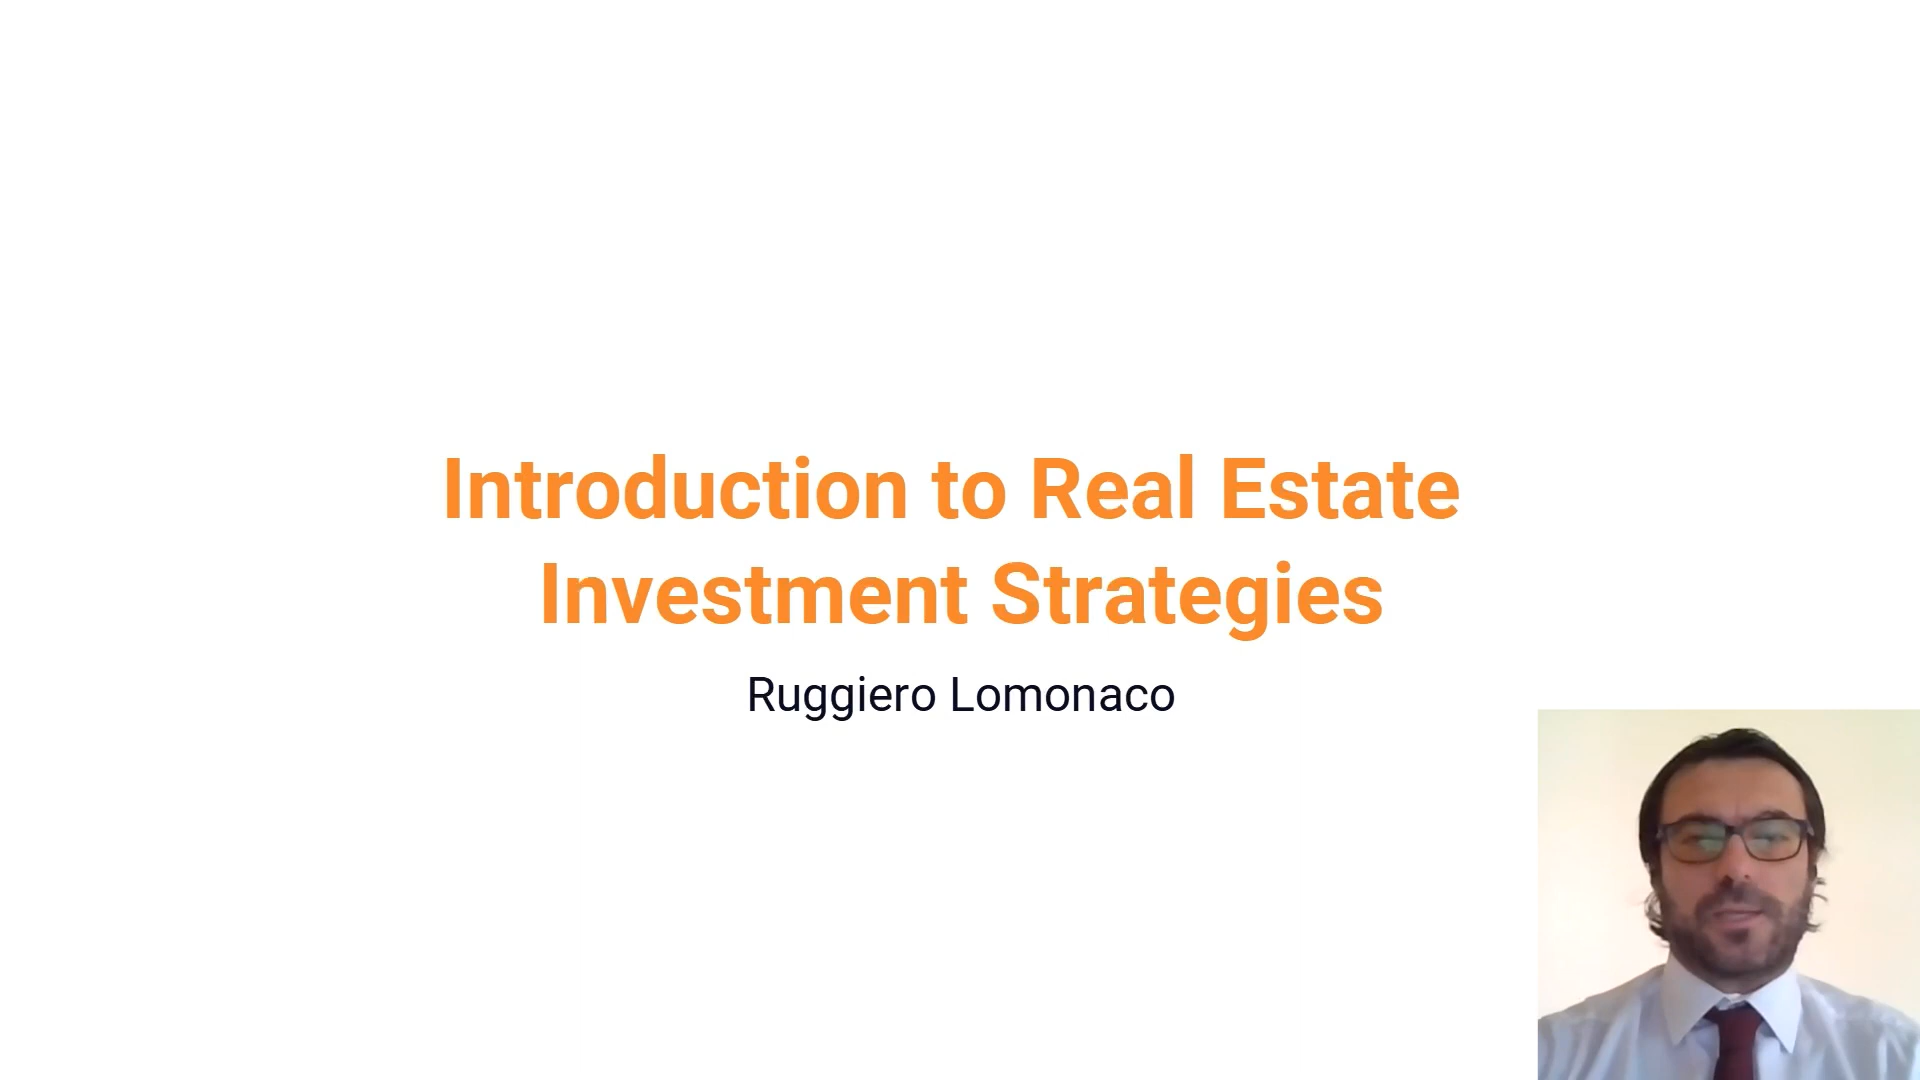 Introduction to Real Estate
Investment Strategies
Ruggiero Lomonaco